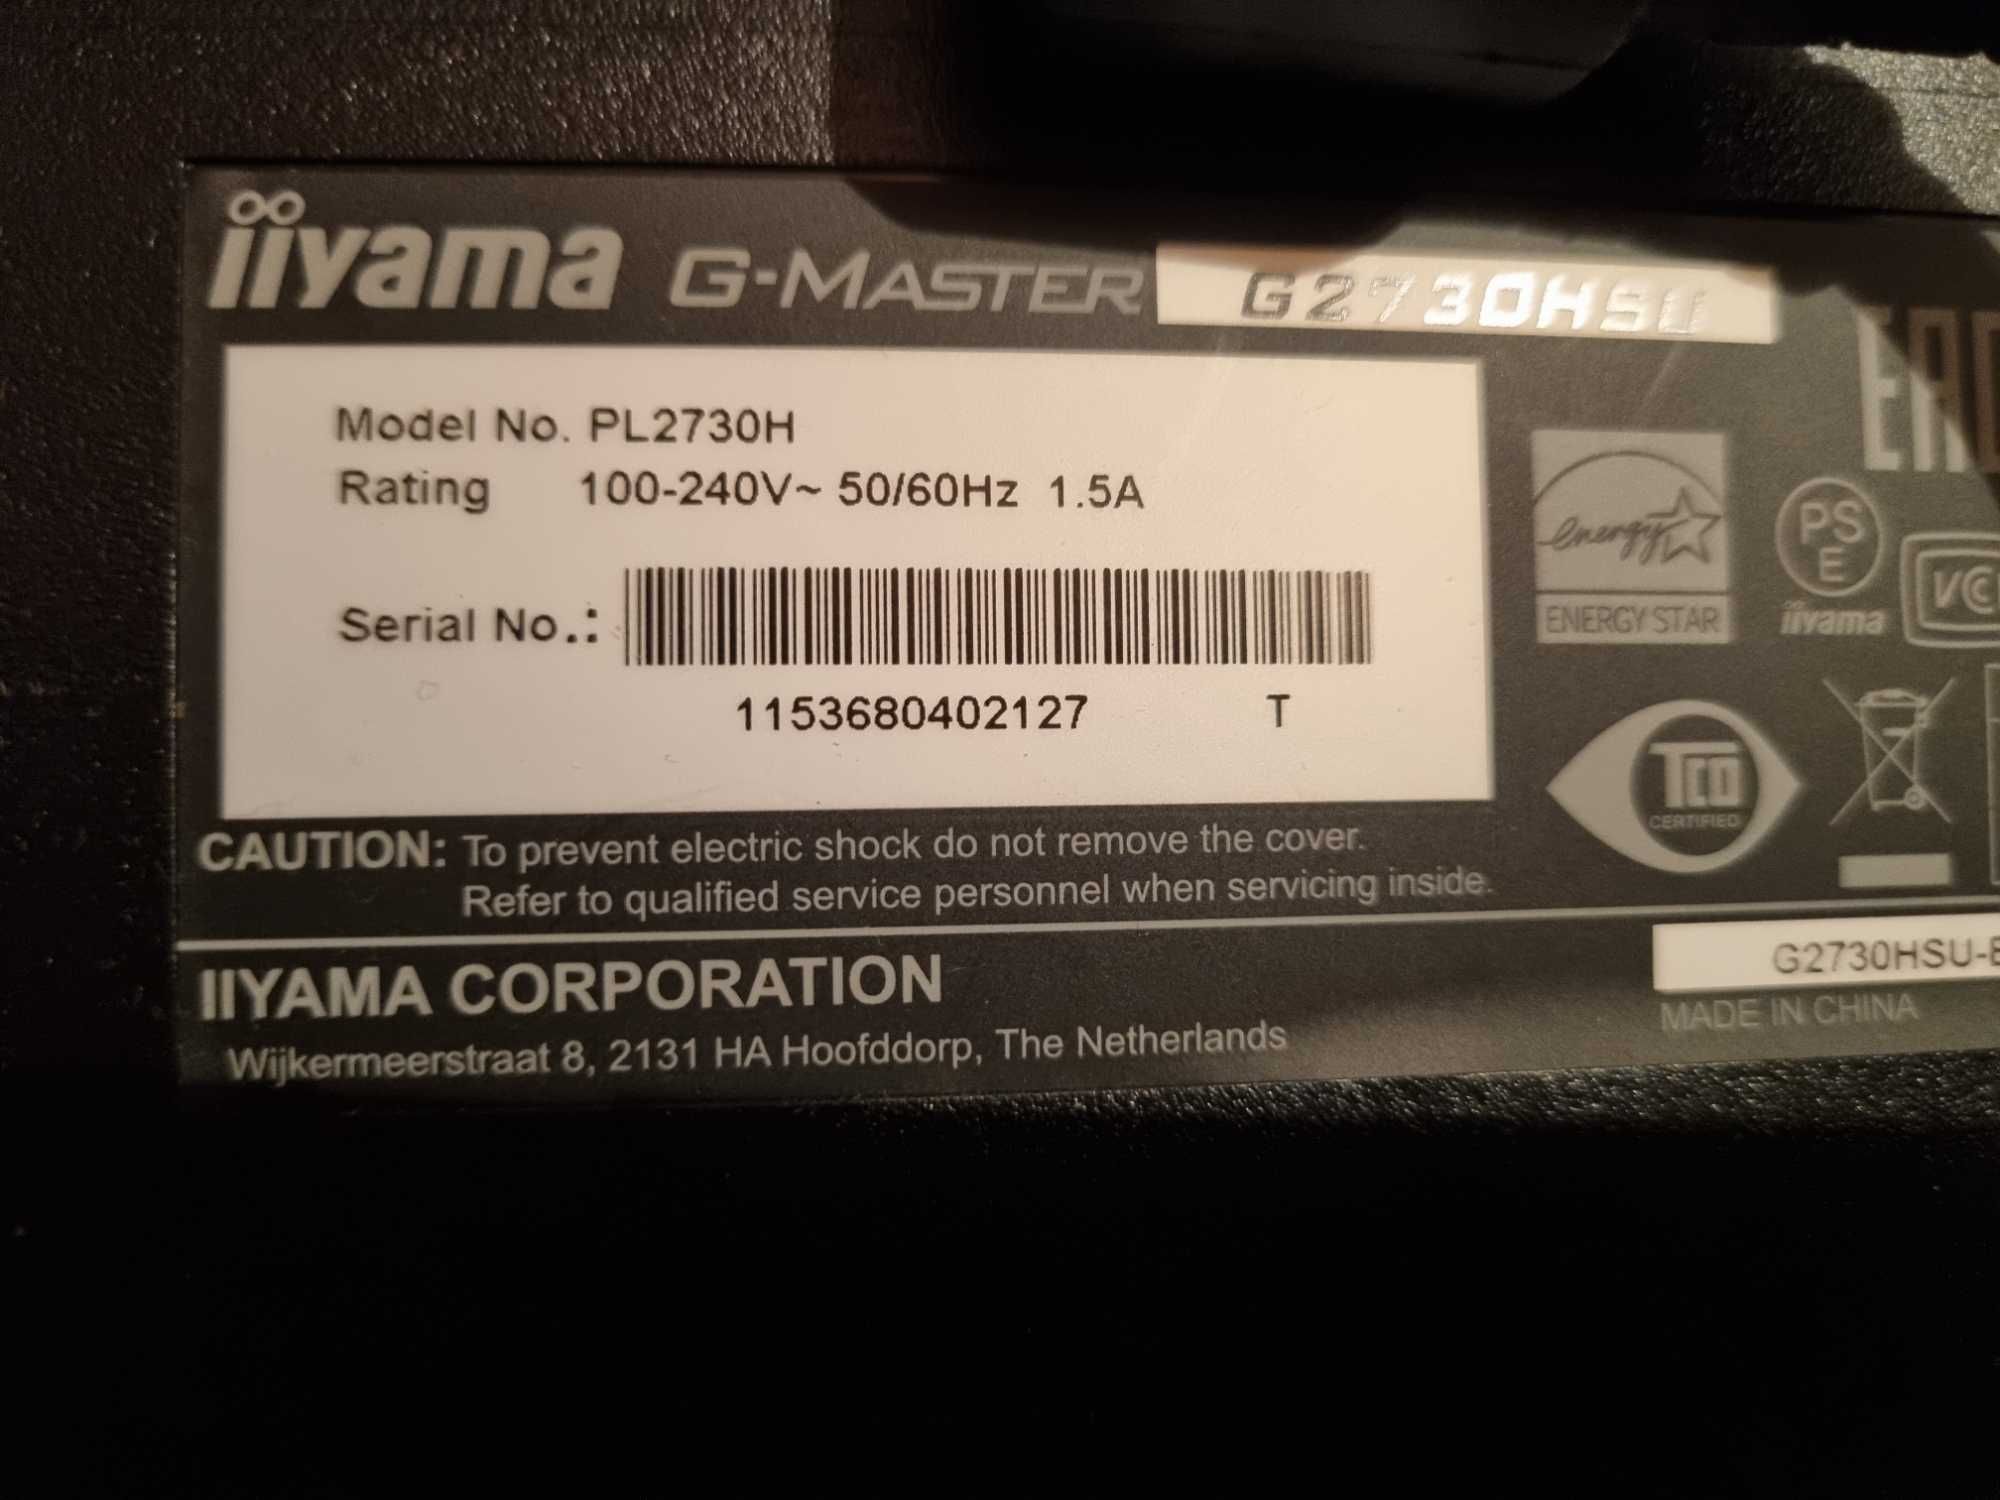 iiyama G-MASTER G2730HSU
Model No. PL2730H
Rating 100-240V~ 50/60Hz 1.5A
Serial No.:
1153680402127 T
CAUTION: To prevent electric shock do not remove the cover.
Refer to qualified service personnel when servicing inside.
IIYAMA CORPORATION
Wijkermeerstraat 8, 2131 HA Hoofddorp, The Netherlands
EAC
energy
ENERGY STAR
PS
E
iiyama
TCO
CERTIFIED
MADE IN CHINA